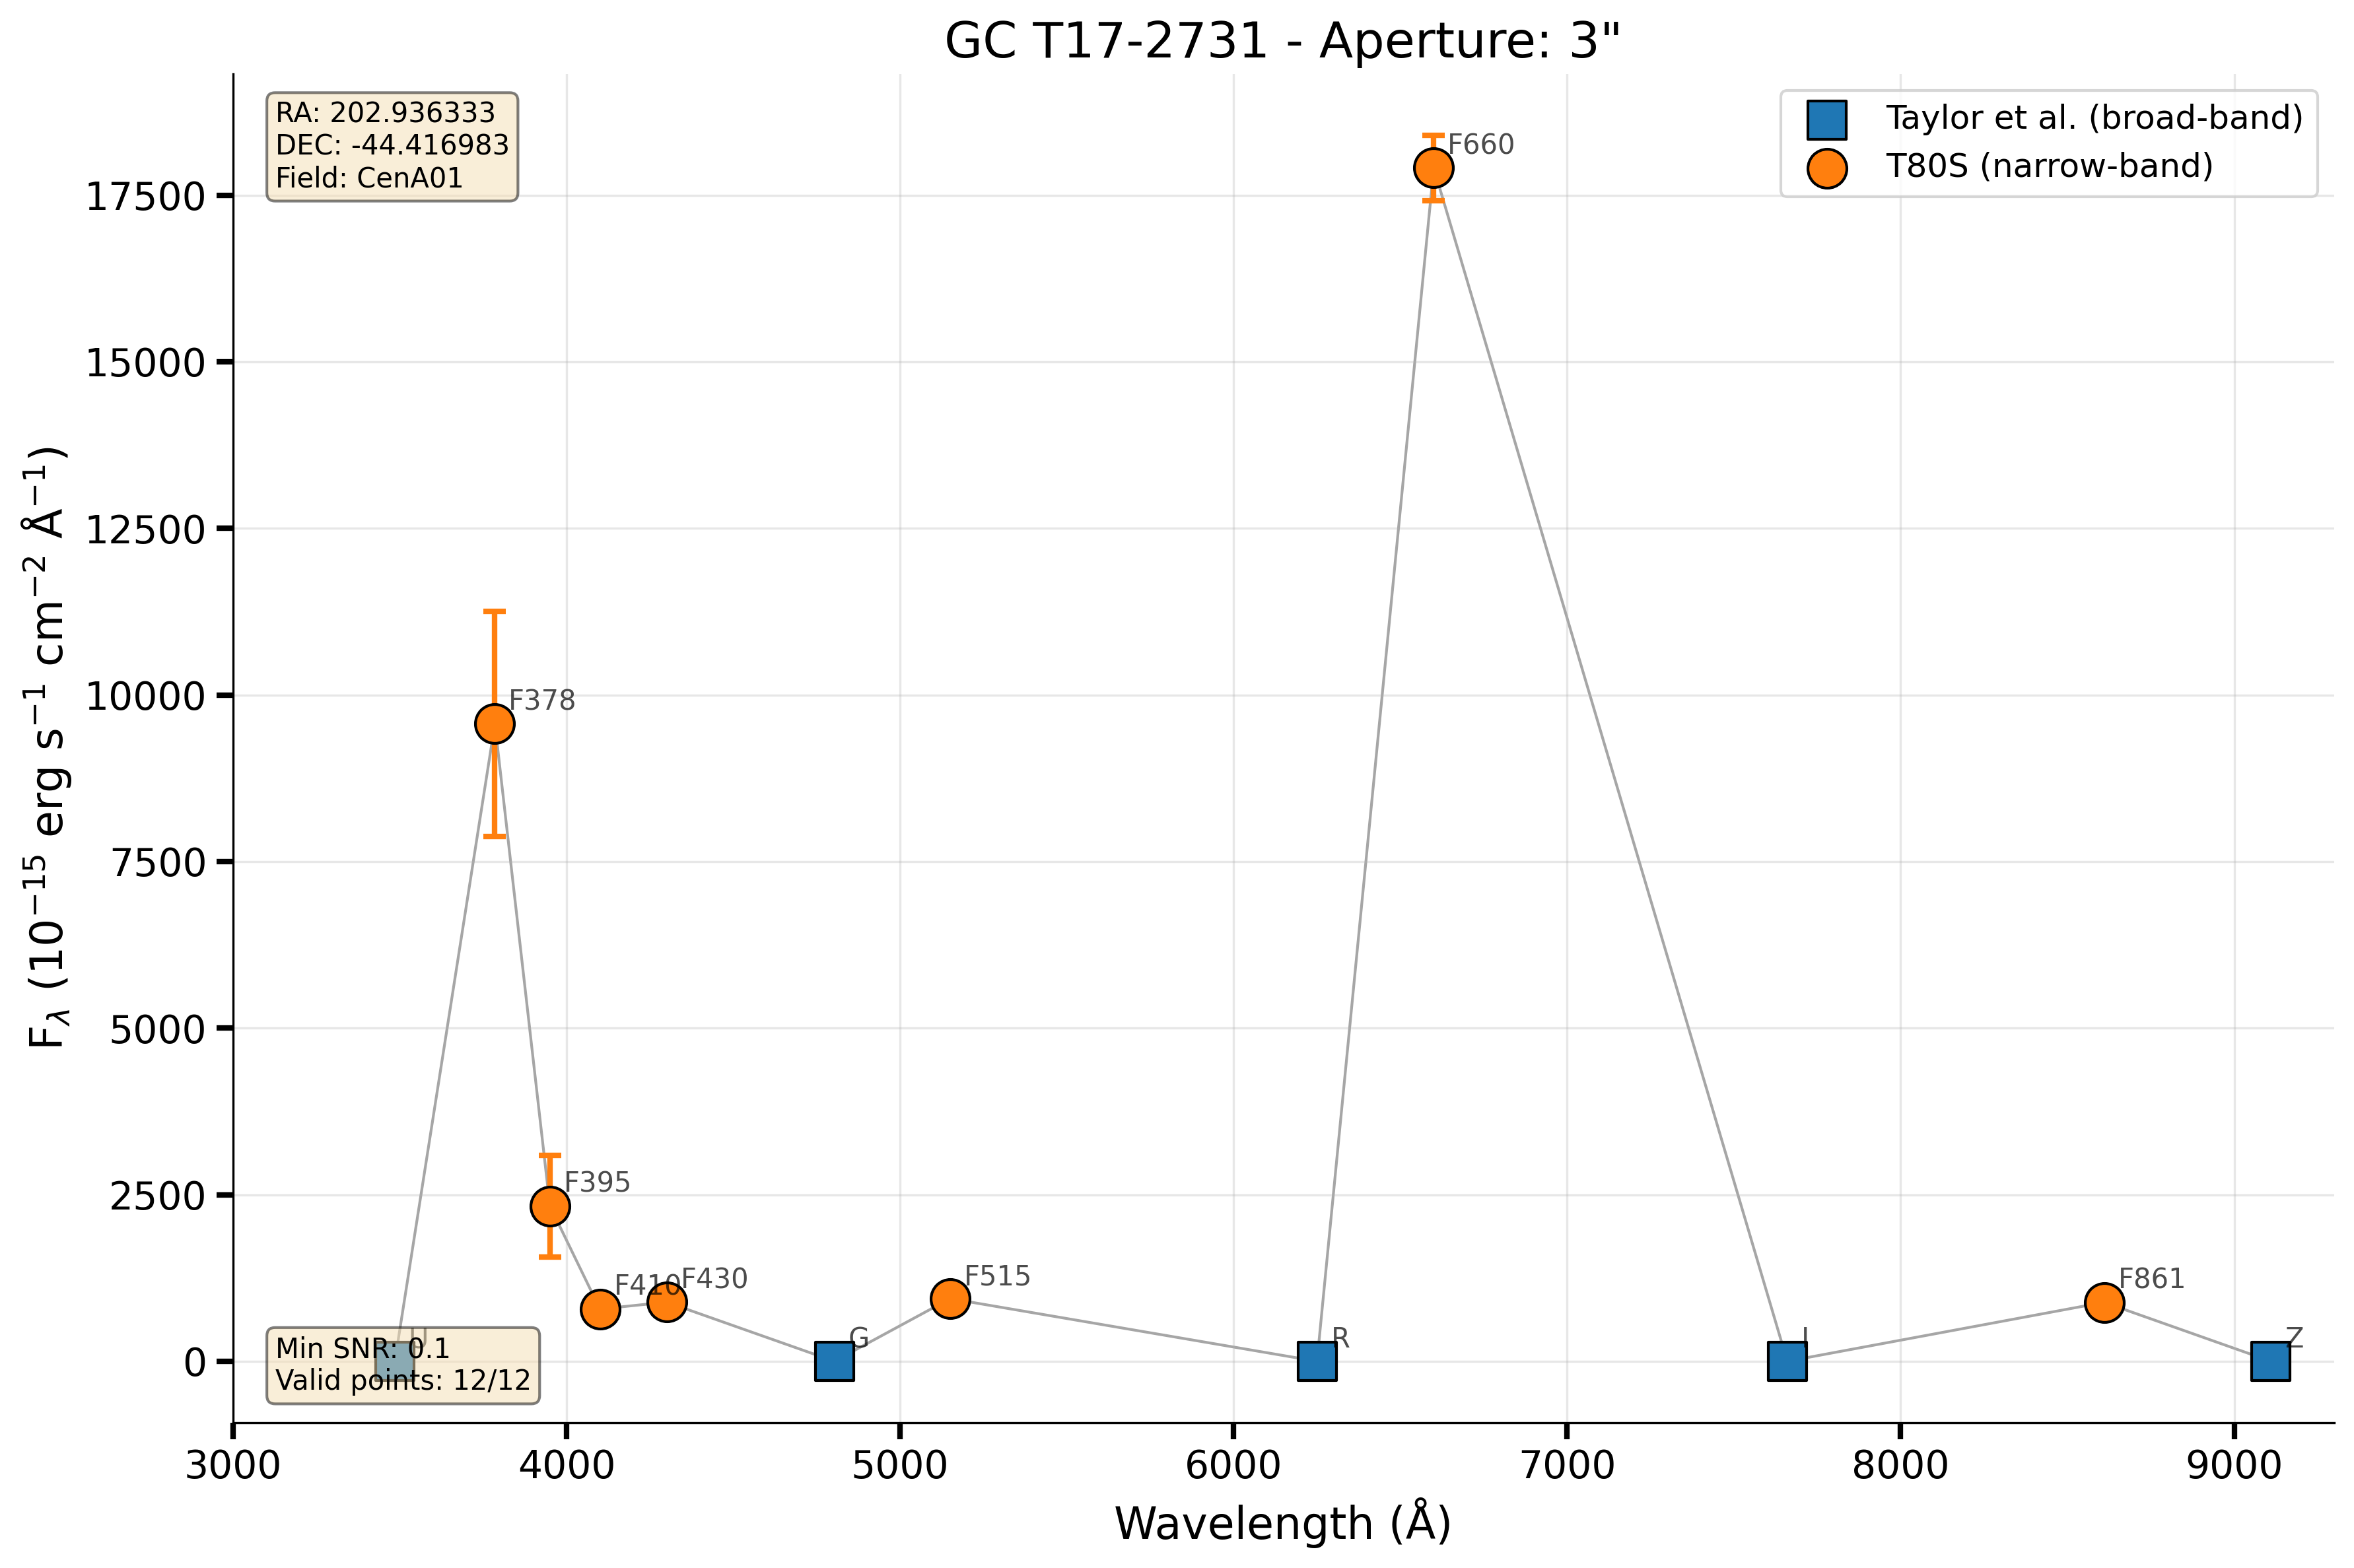 GC T17-2731 - Aperture: 3"
RA: 202.936333
DEC: -44.416983
Field: CenA01
Taylor et al. (broad-band)
T80S (narrow-band)
F660
F378
F395
F410
F430
F515
F861
U
G
R
I
Z
Min SNR: 0.1
Valid points: 12/12
17500
15000
12500
10000
7500
5000
2500
0
F_λ (10⁻¹⁵ erg s⁻¹ cm⁻² Å⁻¹)
3000 4000 5000 6000 7000 8000 9000
Wavelength (Å)